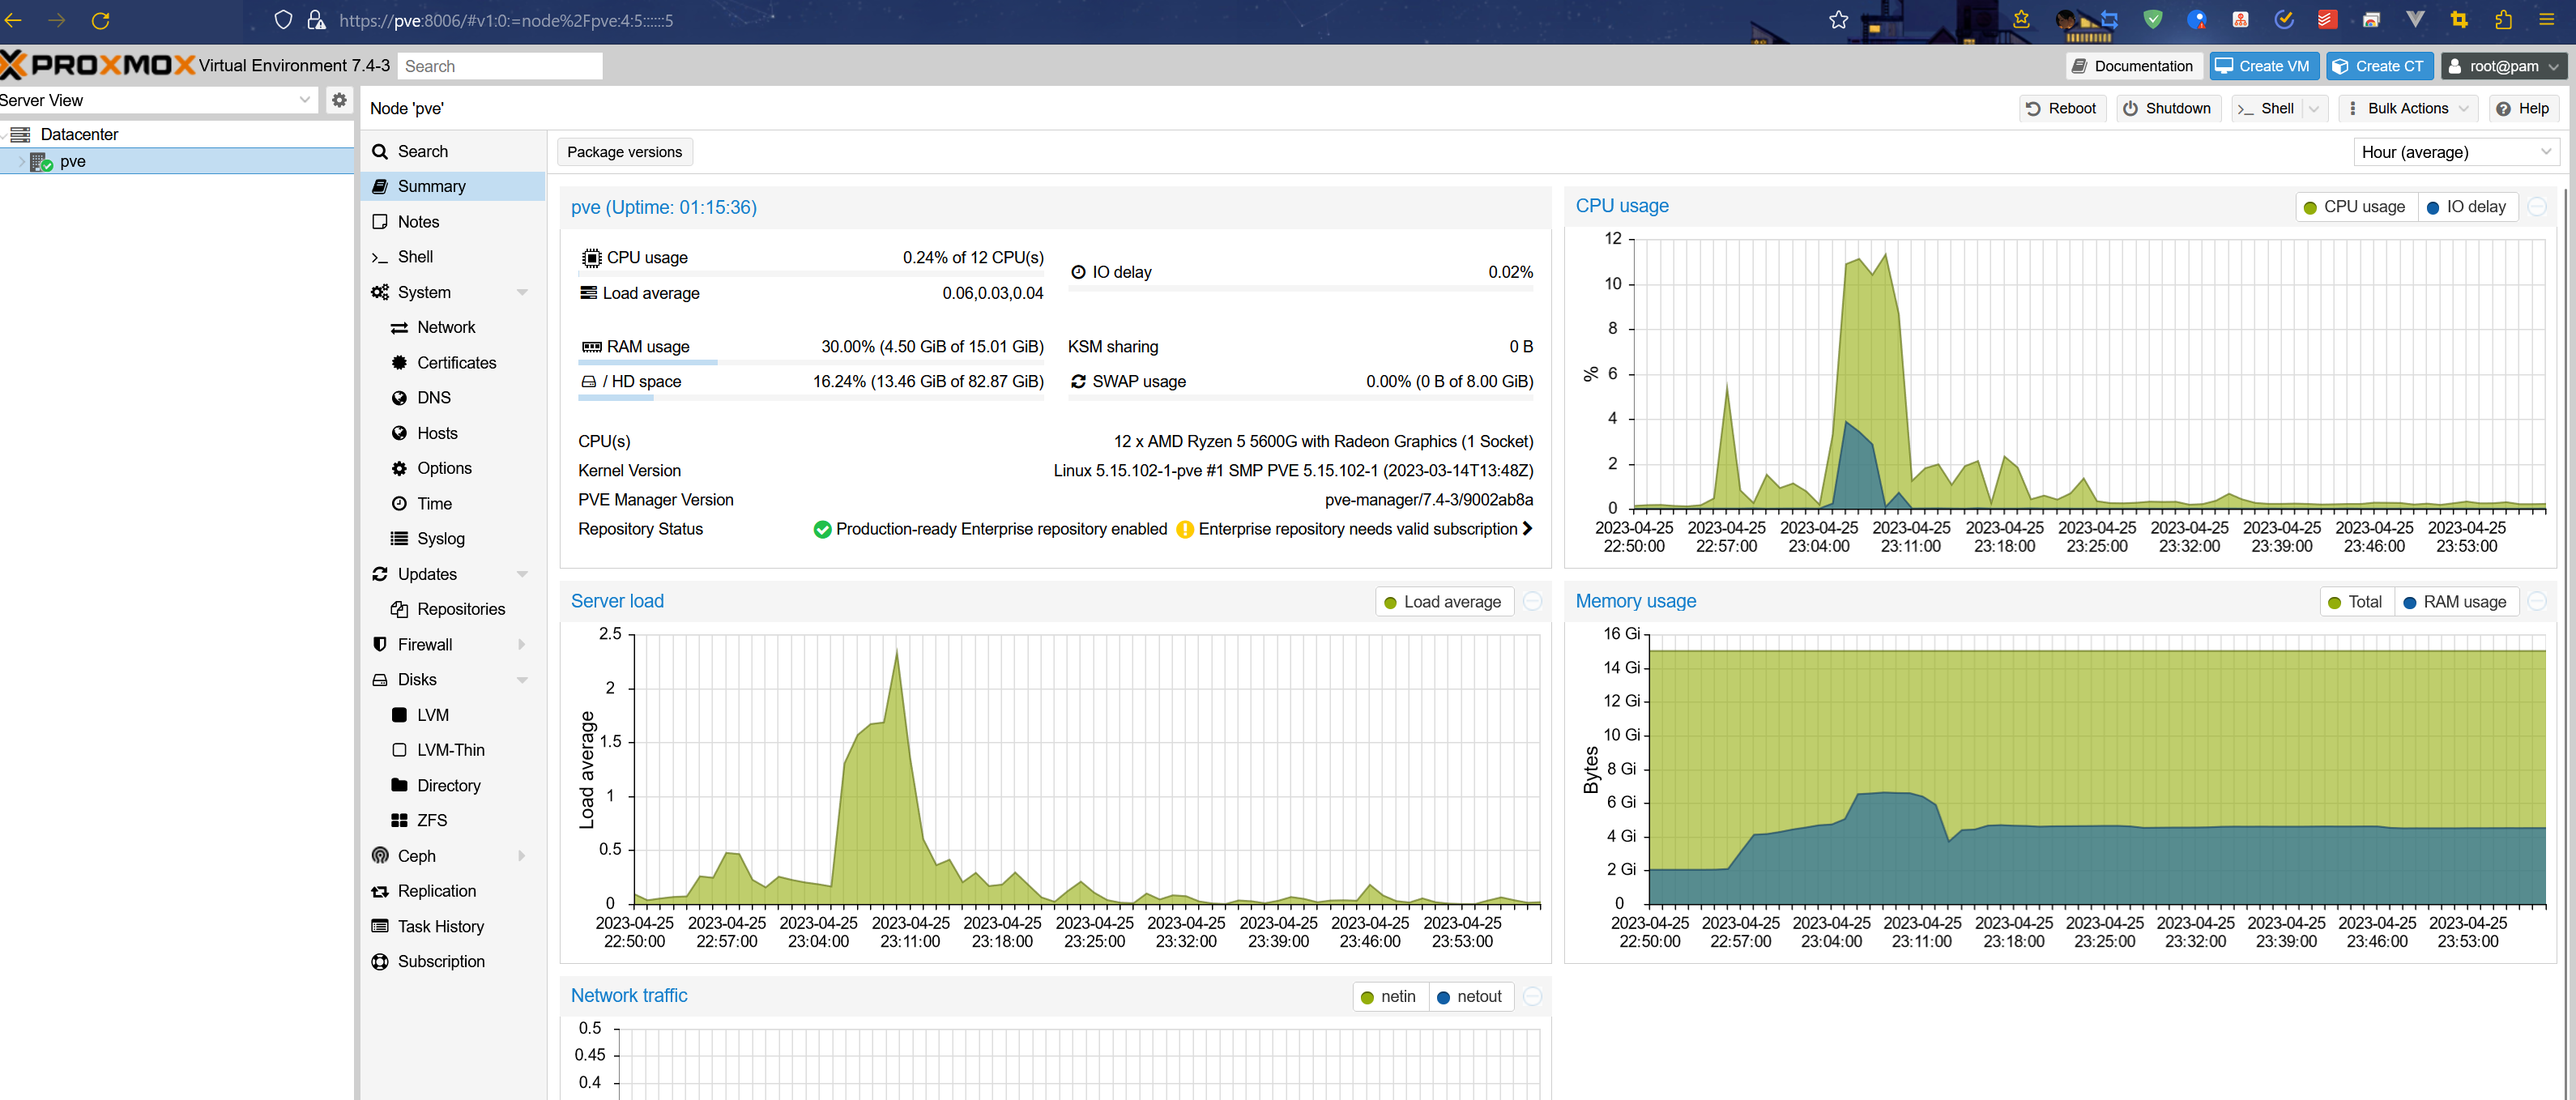 https://pve:8006/#v1:0:=node%2Fpve:4:5::::::5
PROXMOX Virtual Environment 7.4-3 Search
Documentation Create VM Create CT root@pam
Server View
Datacenter
pve
Node 'pve'
Reboot Shutdown Shell Bulk Actions Help
Search
Summary
Notes
Shell
System
Network
Certificates
DNS
Hosts
Options
Time
Syslog
Updates
Repositories
Firewall
Disks
LVM
LVM-Thin
Directory
ZFS
Ceph
Replication
Task History
Subscription
Package versions
Hour (average)
pve (Uptime: 01:15:36)
CPU usage 0.24% of 12 CPU(s)
IO delay 0.02%
Load average 0.06,0.03,0.04
RAM usage 30.00% (4.50 GiB of 15.01 GiB)
KSM sharing 0 B
/ HD space 16.24% (13.46 GiB of 82.87 GiB)
SWAP usage 0.00% (0 B of 8.00 GiB)
CPU(s) 12 x AMD Ryzen 5 5600G with Radeon Graphics (1 Socket)
Kernel Version Linux 5.15.102-1-pve #1 SMP PVE 5.15.102-1 (2023-03-14T13:48Z)
PVE Manager Version pve-manager/7.4-3/9002ab8a
Repository Status Production-ready Enterprise repository enabled Enterprise repository needs valid subscription
CPU usage
CPU usage IO delay
12
10
8
6
4
2
0
%
2023-04-25 2023-04-25 2023-04-25 2023-04-25 2023-04-25 2023-04-25 2023-04-25 2023-04-25 2023-04-25 2023-04-25
22:50:00 22:57:00 23:04:00 23:11:00 23:18:00 23:25:00 23:32:00 23:39:00 23:46:00 23:53:00
Server load
Load average
2.5
2
1.5
1
0.5
0
Load average
2023-04-25 2023-04-25 2023-04-25 2023-04-25 2023-04-25 2023-04-25 2023-04-25 2023-04-25 2023-04-25 2023-04-25
22:50:00 22:57:00 23:04:00 23:11:00 23:18:00 23:25:00 23:32:00 23:39:00 23:46:00 23:53:00
Memory usage
Total RAM usage
16 Gi
14 Gi
12 Gi
10 Gi
8 Gi
6 Gi
4 Gi
2 Gi
0
Bytes
2023-04-25 2023-04-25 2023-04-25 2023-04-25 2023-04-25 2023-04-25 2023-04-25 2023-04-25 2023-04-25 2023-04-25
22:50:00 22:57:00 23:04:00 23:11:00 23:18:00 23:25:00 23:32:00 23:39:00 23:46:00 23:53:00
Network traffic
netin netout
0.5
0.45
0.4